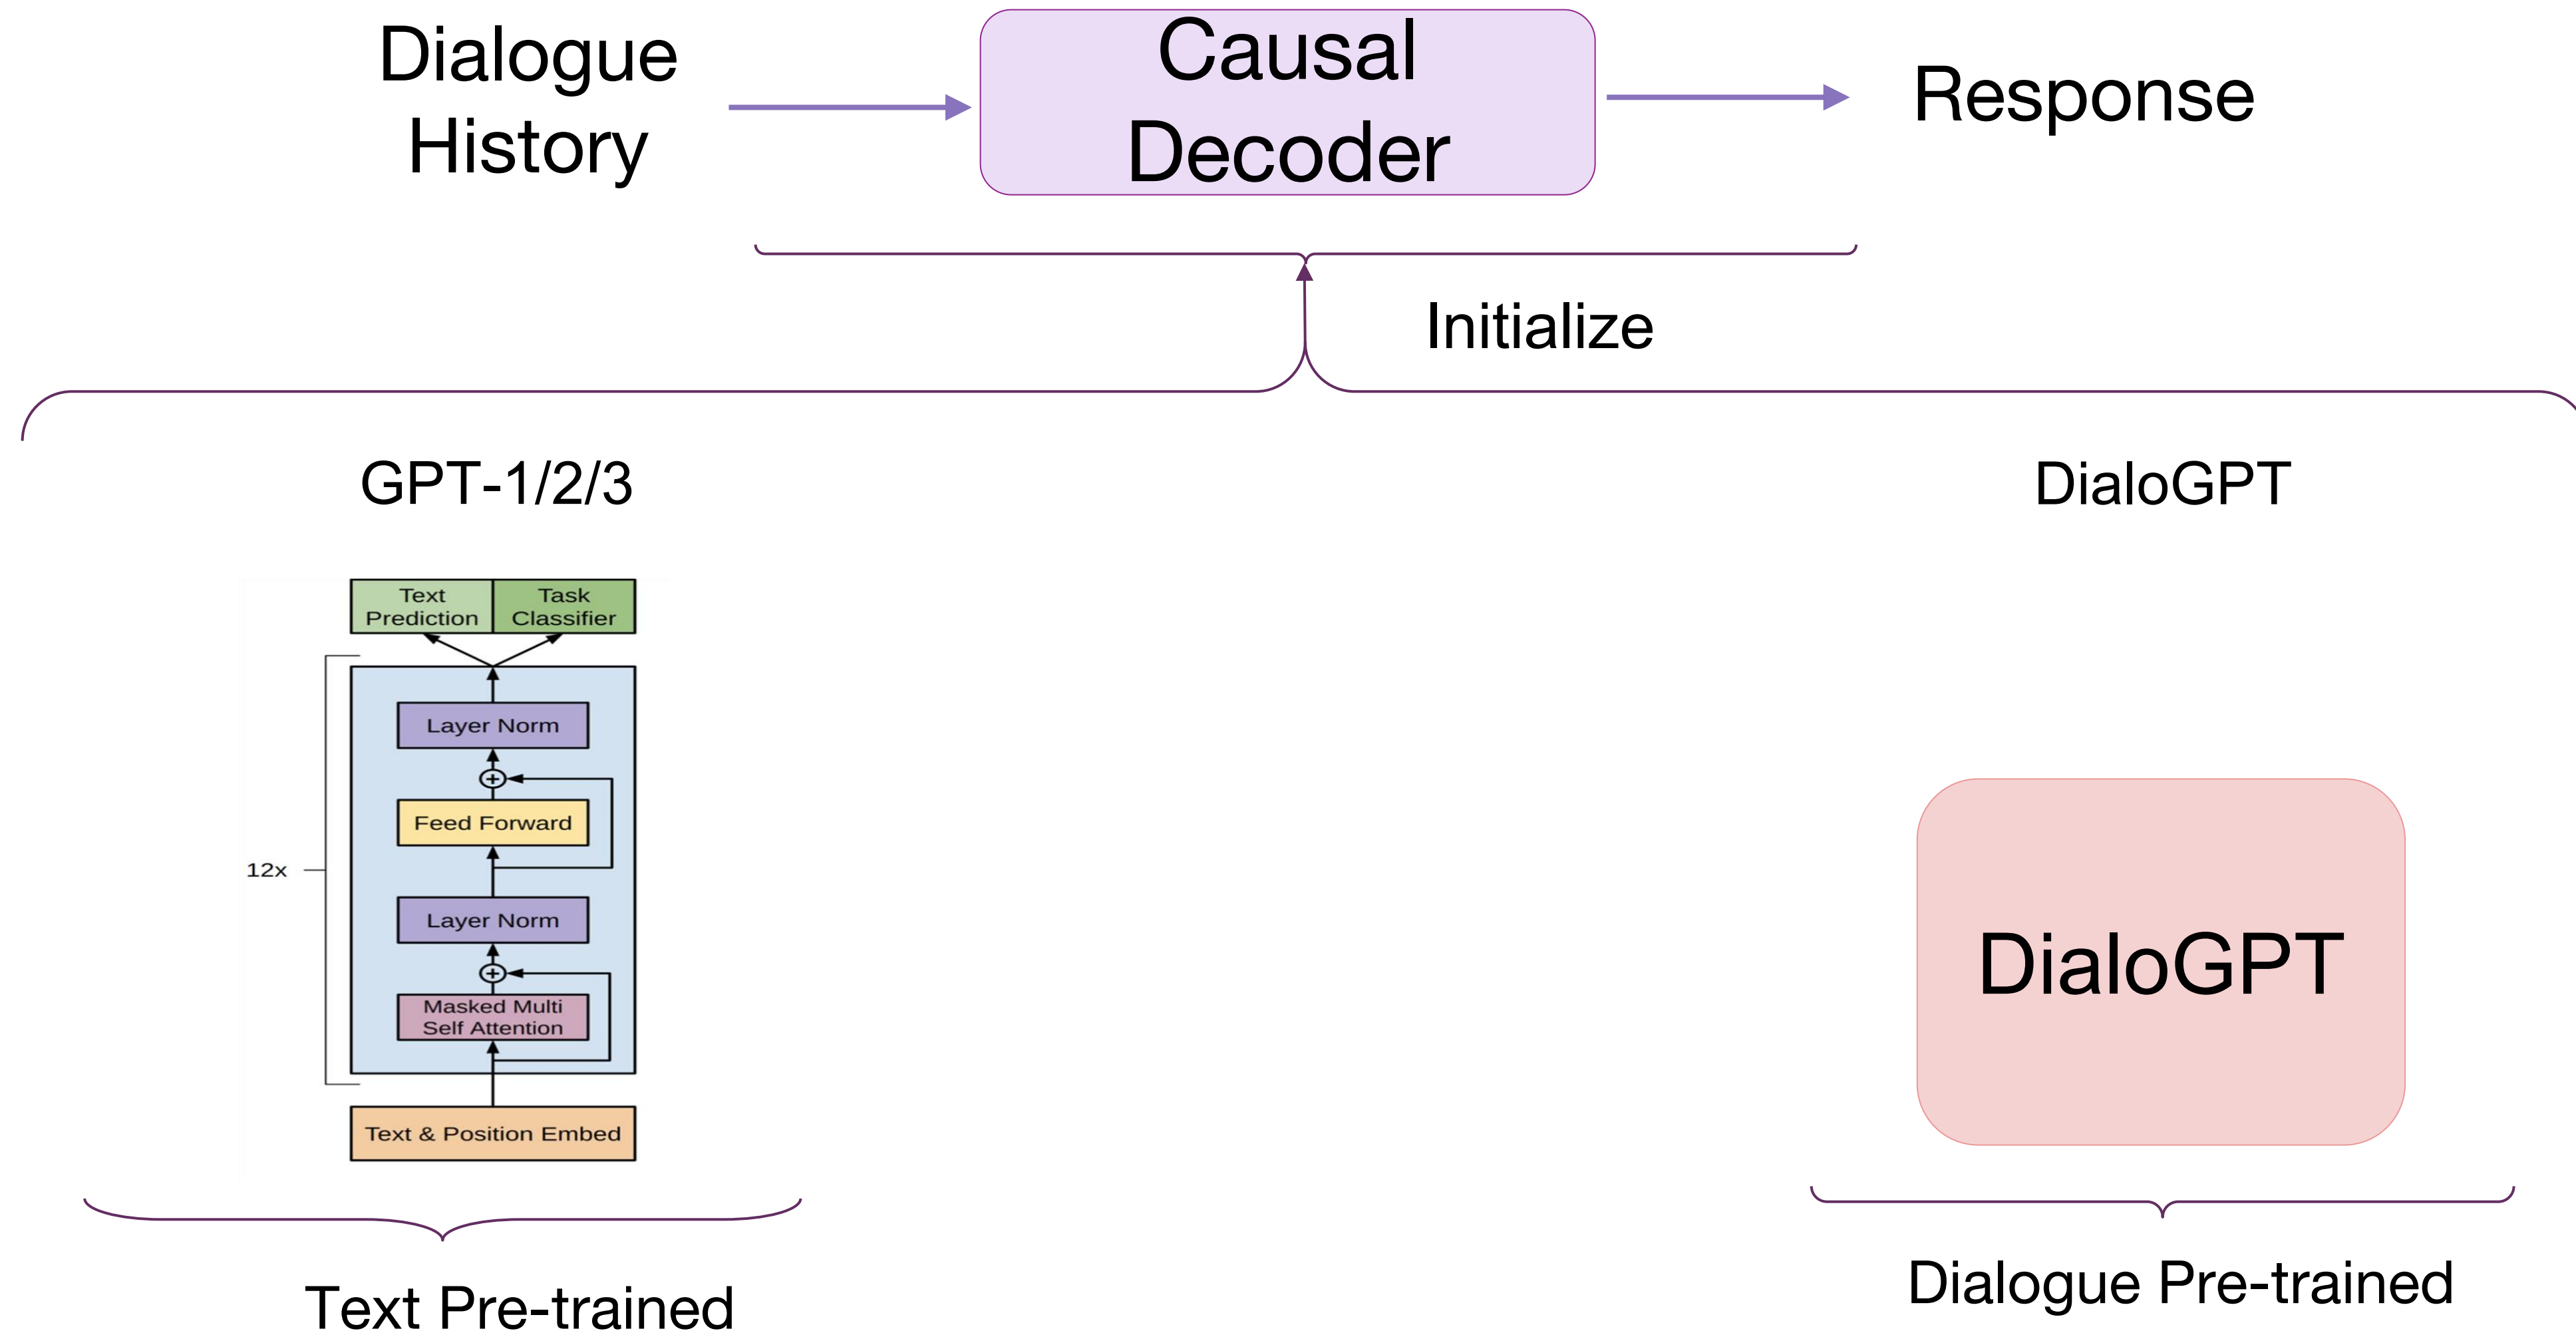 Dialogue
History
Causal
Decoder
Response
Initialize
GPT-1/2/3
DialoGPT
Text
Prediction
Task
Classifier
Layer Norm
Feed Forward
12x
Layer Norm
Masked Multi
Self Attention
Text & Position Embed
DialoGPT
Text Pre-trained
Dialogue Pre-trained